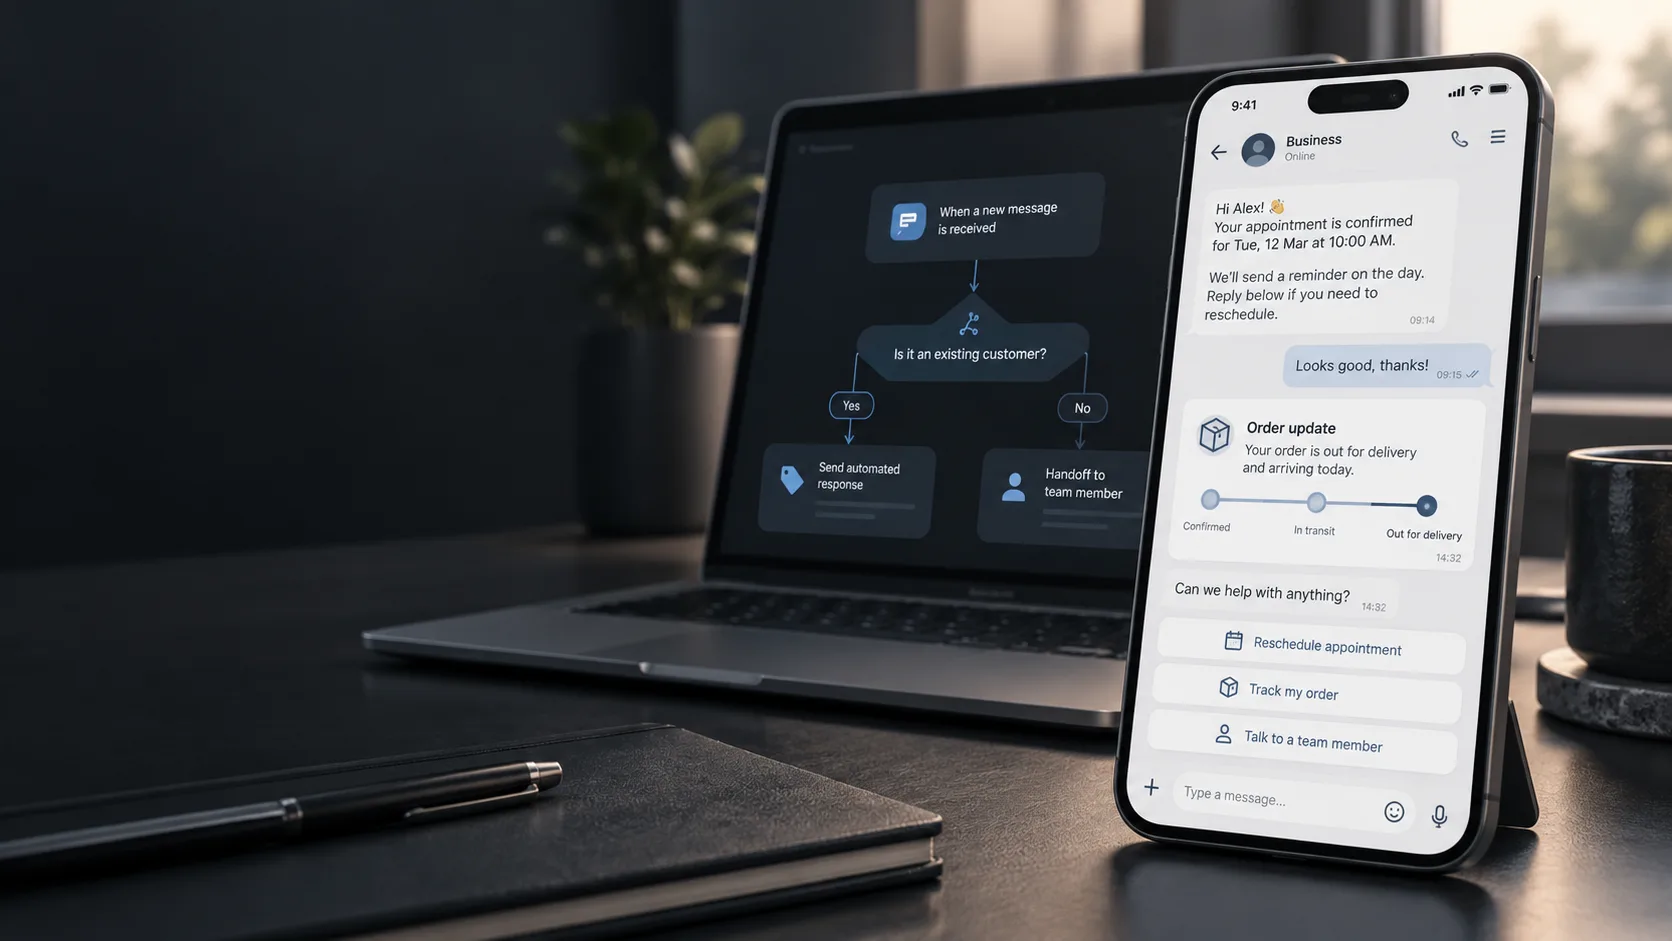 When a new message
is received
Is it an existing customer?
Yes
No
Send automated
response
Handoff to
team member
9:41
Business
Online
Hi Alex! 👋
Your appointment is confirmed
for Tue, 12 Mar at 10:00 AM.
We'll send a reminder on the day.
Reply below if you need to
reschedule.
09:14
Looks good, thanks!
09:15
Order update
Your order is out for delivery
and arriving today.
Confirmed
In transit
Out for delivery
14:32
Can we help with anything?
14:32
Reschedule appointment
Track my order
Talk to a team member
Type a message...